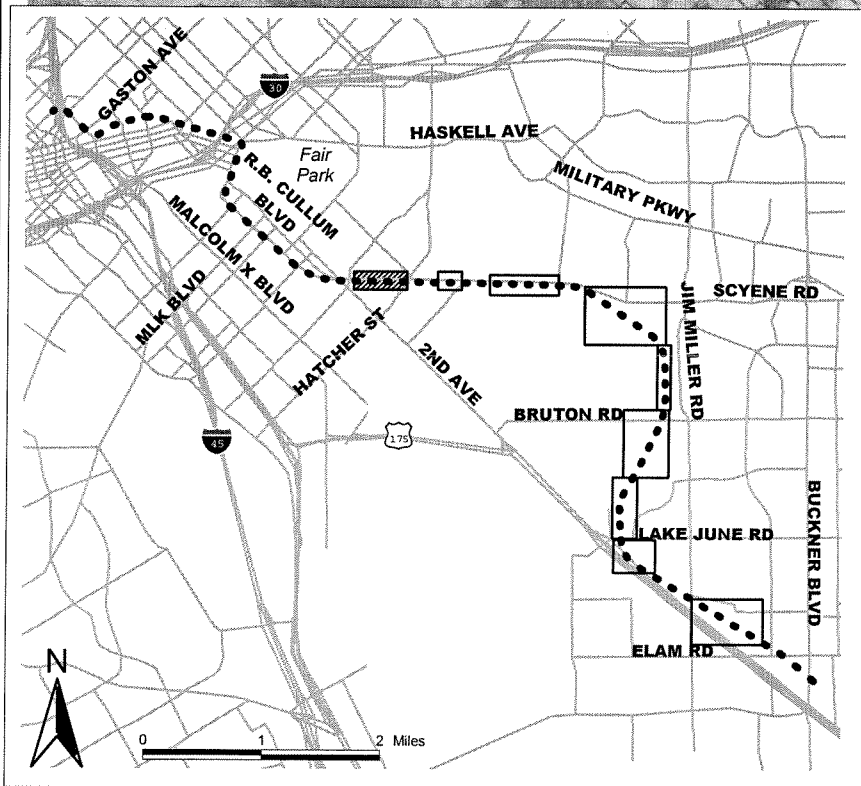 GASTON AVE
30
HASKELL AVE
Fair
Park
MILITARY PKWY
R.B. CULLUM
BLVD
MALCOLM X BLVD
MLK BLVD
HATCHER ST
2ND AVE
JIM MILLER RD
SCYENE RD
BRUTON RD
175
45
LAKE JUNE RD
BUCKNER BLVD
ELAM RD
N
0 1 2 Miles